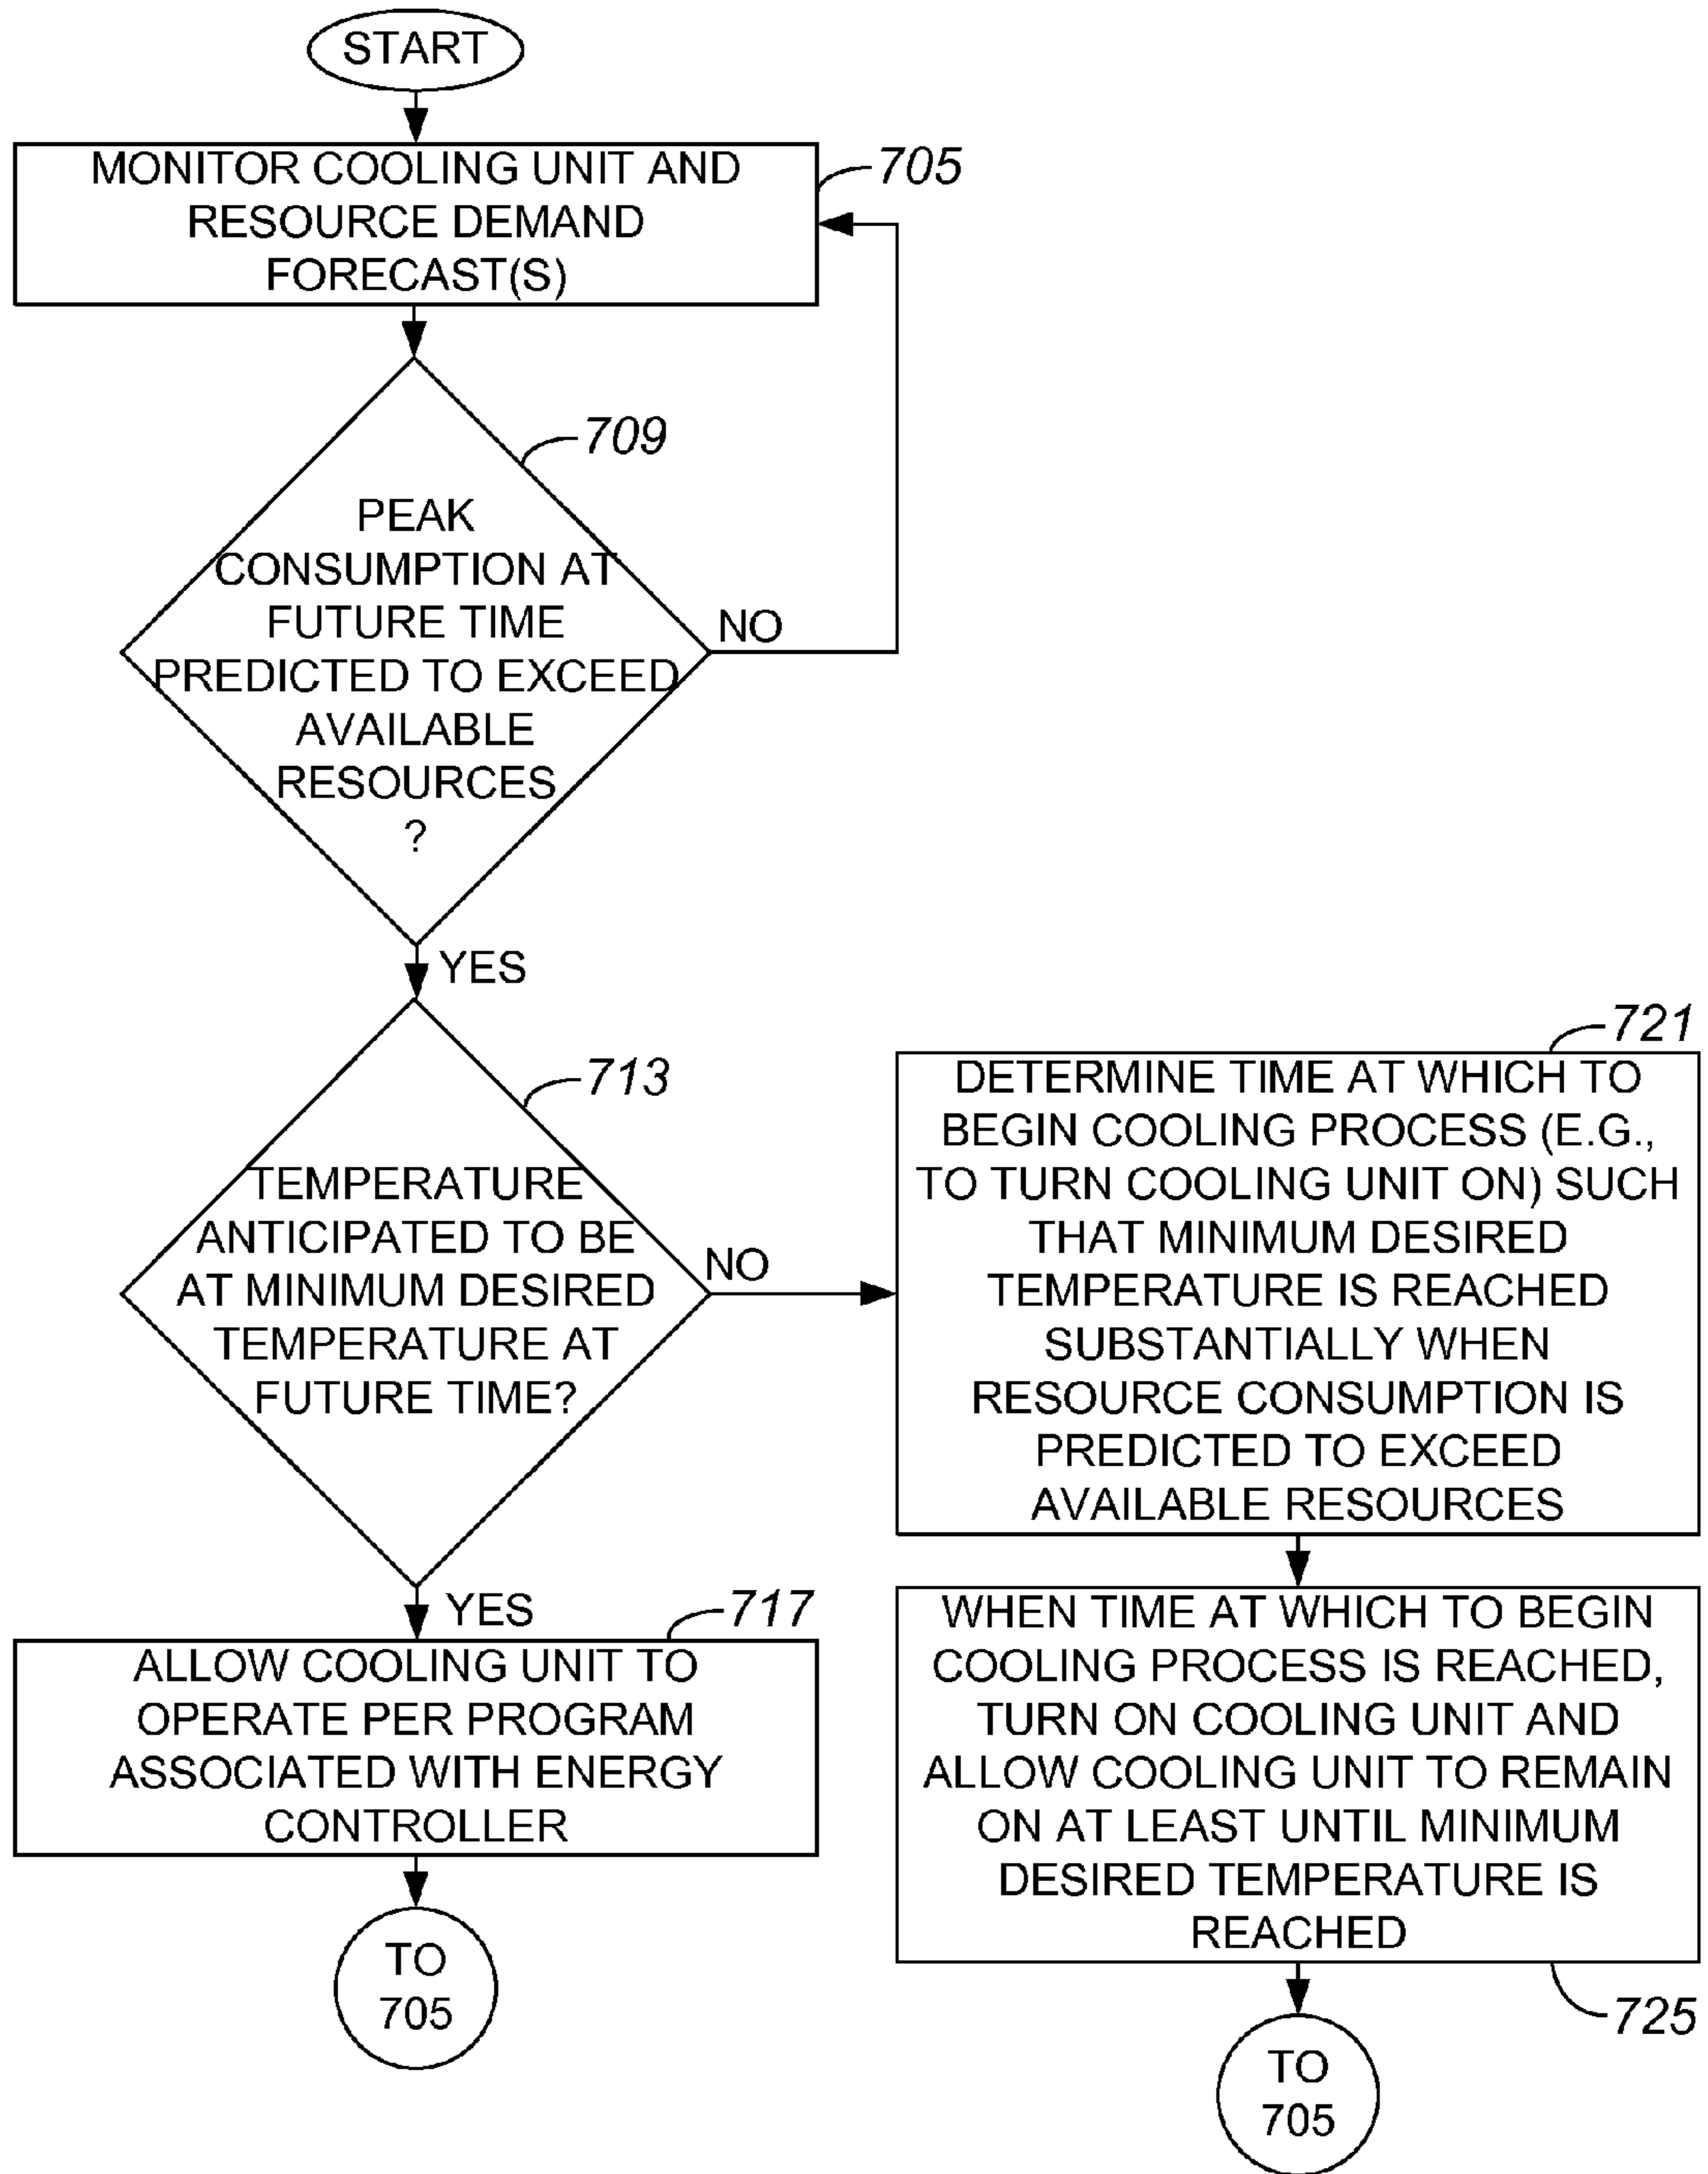 START
MONITOR COOLING UNIT AND
RESOURCE DEMAND
FORECAST(S)
705
709
PEAK
CONSUMPTION AT
FUTURE TIME
PREDICTED TO EXCEED
AVAILABLE
RESOURCES
?
NO
YES
713
TEMPERATURE
ANTICIPATED TO BE
AT MINIMUM DESIRED
TEMPERATURE AT
FUTURE TIME?
NO
YES
717
ALLOW COOLING UNIT TO
OPERATE PER PROGRAM
ASSOCIATED WITH ENERGY
CONTROLLER
TO
705
721
DETERMINE TIME AT WHICH TO
BEGIN COOLING PROCESS (E.G.,
TO TURN COOLING UNIT ON) SUCH
THAT MINIMUM DESIRED
TEMPERATURE IS REACHED
SUBSTANTIALLY WHEN
RESOURCE CONSUMPTION IS
PREDICTED TO EXCEED
AVAILABLE RESOURCES
WHEN TIME AT WHICH TO BEGIN
COOLING PROCESS IS REACHED,
TURN ON COOLING UNIT AND
ALLOW COOLING UNIT TO REMAIN
ON AT LEAST UNTIL MINIMUM
DESIRED TEMPERATURE IS
REACHED
725
TO
705